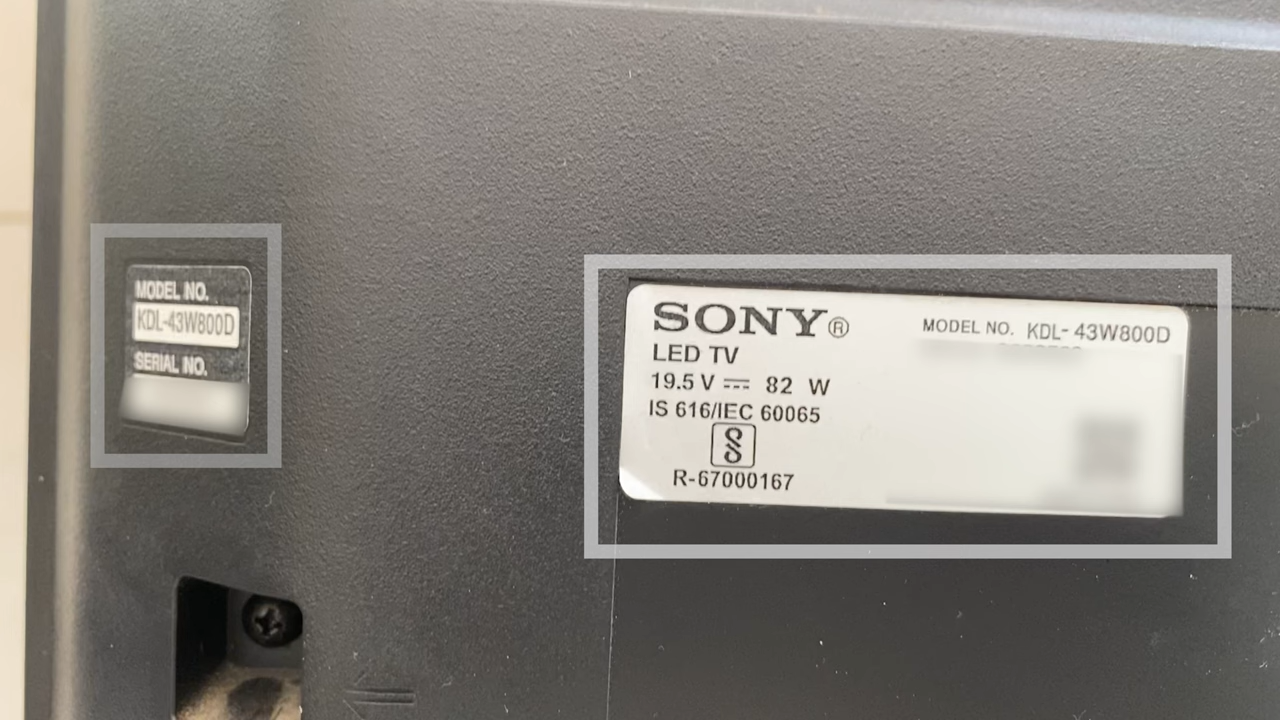 MODEL NO.
KDL-43W800D
SERIAL NO.
SONY®
LED TV
19.5 V ⎓ 82 W
IS 616/IEC 60065
R-67000167
MODEL NO. KDL- 43W800D